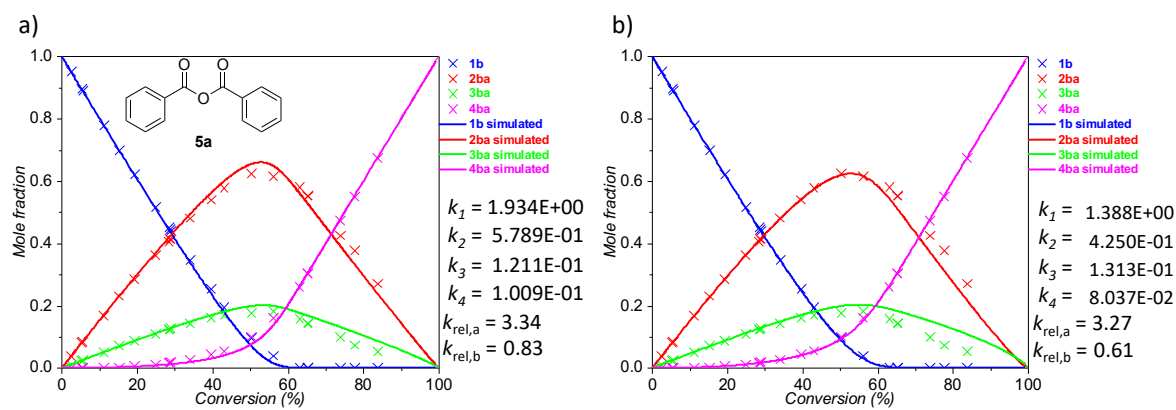 a)
1.0
0.8
0.6
0.4
0.2
0.0
Mole fraction
0
20
40
60
80
100
Conversion (%)
O
O
O
5a
1b
2ba
3ba
4ba
1b simulated
2ba simulated
3ba simulated
4ba simulated
k1 = 1.934E+00
k2 = 5.789E-01
k3 = 1.211E-01
k4 = 1.009E-01
krel,a = 3.34
krel,b = 0.83
b)
1.0
0.8
0.6
0.4
0.2
0.0
Mole fraction
0
20
40
60
80
100
Conversion (%)
1b
2ba
3ba
4ba
1b simulated
2ba simulated
3ba simulated
4ba simulated
k1 = 1.388E+00
k2 = 4.250E-01
k3 = 1.313E-01
k4 = 8.037E-02
krel,a = 3.27
krel,b = 0.61